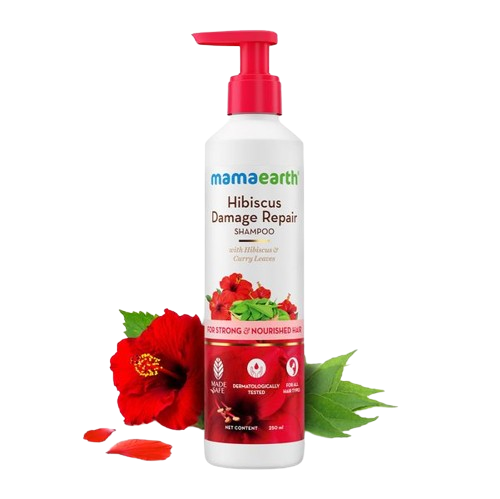 mamaearth®
Hibiscus
Damage Repair
SHAMPOO
with Hibiscus &
Curry Leaves
FOR STRONG & NOURISHED HAIR
MADE SAFE
DERMATOLOGICALLY TESTED
FOR ALL HAIR TYPES
NET CONTENT 250 ml